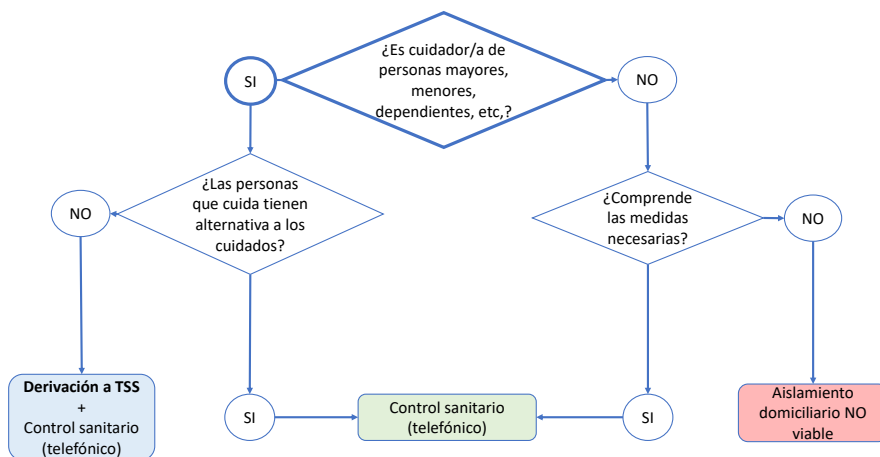 ¿Es cuidador/a de
personas mayores,
menores,
dependientes, etc,?
SI
NO
¿Las personas
que cuida tienen
alternativa a los
cuidados?
NO
¿Comprende
las medidas
necesarias?
NO
Derivación a TSS
+
Control sanitario
(telefónico)
SI
Control sanitario
(telefónico)
SI
Aislamiento
domiciliario NO
viable